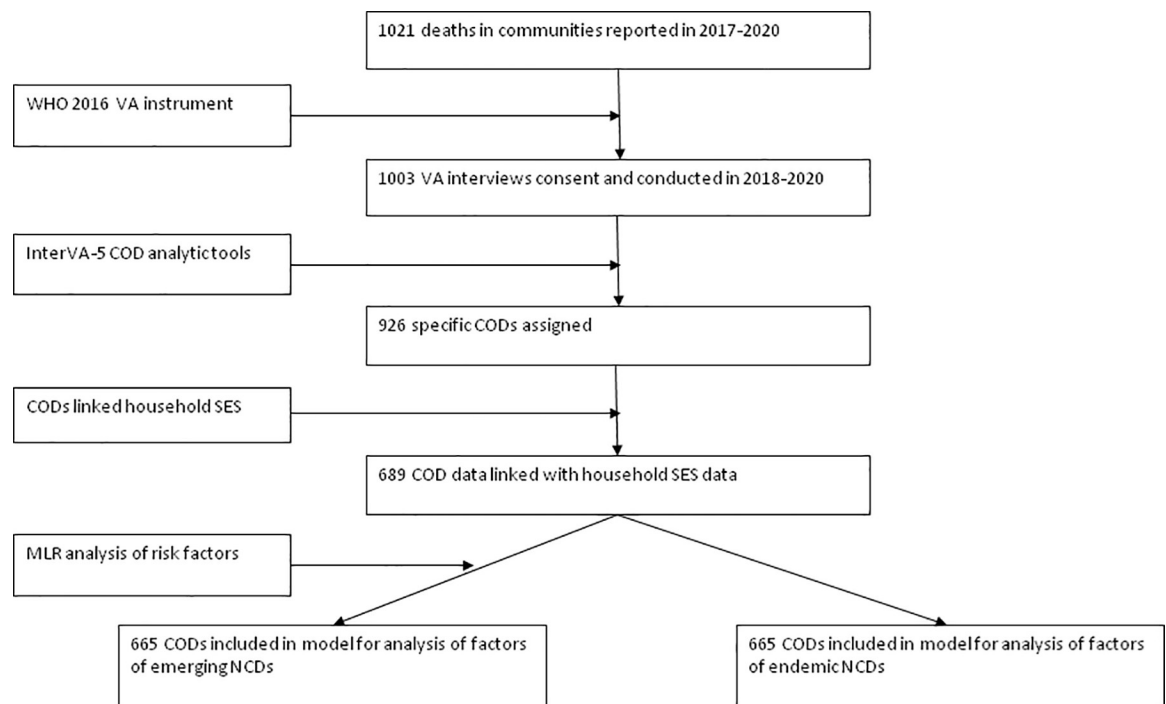 1021 deaths in communities reported in 2017-2020
WHO 2016 VA instrument
1003 VA interviews consent and conducted in 2018-2020
InterVA-5 COD analytic tools
926 specific CODs assigned
CODs linked household SES
689 COD data linked with household SES data
MLR analysis of risk factors
665 CODs included in model for analysis of factors
of emerging NCDs
665 CODs included in model for analysis of factors
of endemic NCDs